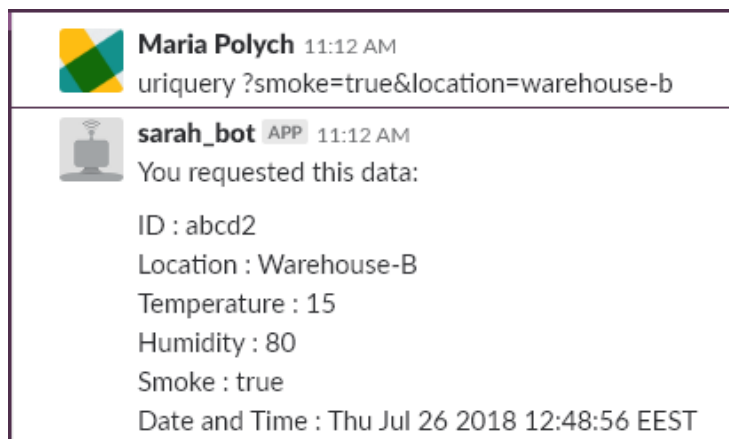 Maria Polych 11:12 AM
uriquery ?smoke=true&location=warehouse-b
sarah_bot APP 11:12 AM
You requested this data:
ID : abcd2
Location : Warehouse-B
Temperature : 15
Humidity : 80
Smoke : true
Date and Time : Thu Jul 26 2018 12:48:56 EEST